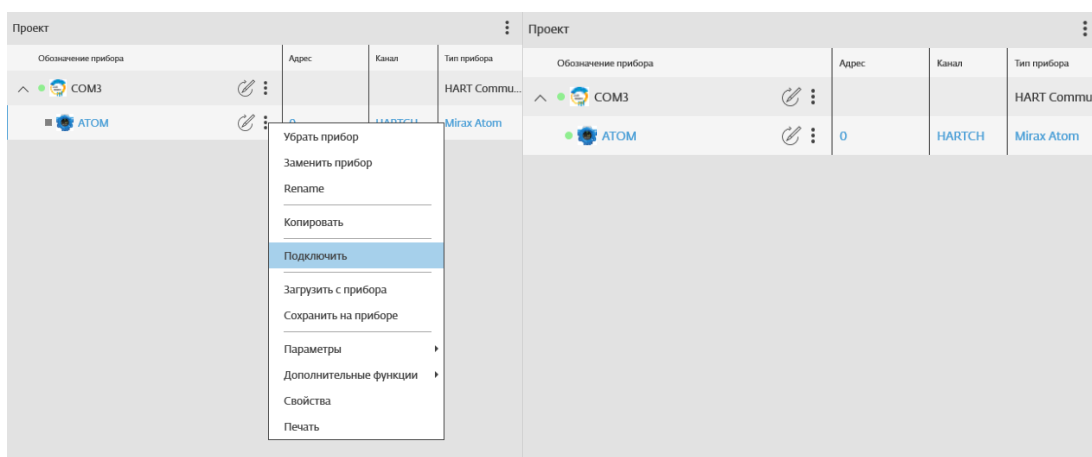 Проект
Обозначение прибора Адрес Канал Тип прибора
COM3 HART Commu...
ATOM 0 HARTCH Mirax Atom
Убрать прибор
Заменить прибор
Rename
Копировать
Подключить
Загрузить с прибора
Сохранить на приборе
Параметры
Дополнительные функции
Свойства
Печать
Проект
Обозначение прибора Адрес Канал Тип прибора
COM3 HART Commu
ATOM 0 HARTCH Mirax Atom